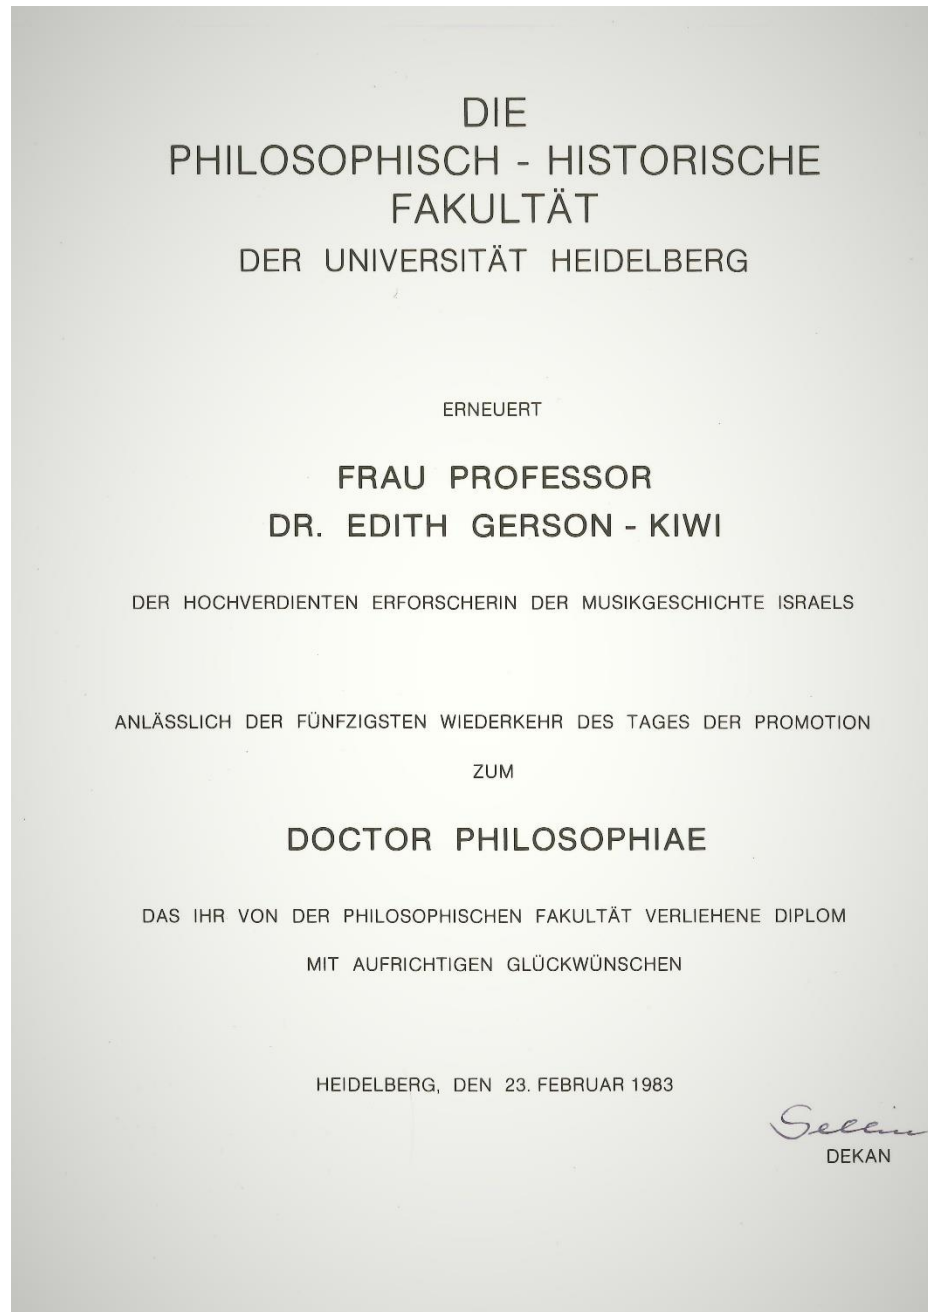 DIE
PHILOSOPHISCH - HISTORISCHE
FAKULTÄT
DER UNIVERSITÄT HEIDELBERG
ERNEUERT
FRAU PROFESSOR
DR. EDITH GERSON - KIWI
DER HOCHVERDIENTEN ERFORSCHERIN DER MUSIKGESCHICHTE ISRAELS
ANLÄSSLICH DER FÜNFZIGSTEN WIEDERKEHR DES TAGES DER PROMOTION
ZUM
DOCTOR PHILOSOPHIAE
DAS IHR VON DER PHILOSOPHISCHEN FAKULTÄT VERLIEHENE DIPLOM
MIT AUFRICHTIGEN GLÜCKWÜNSCHEN
HEIDELBERG, DEN 23. FEBRUAR 1983
Sellin
DEKAN